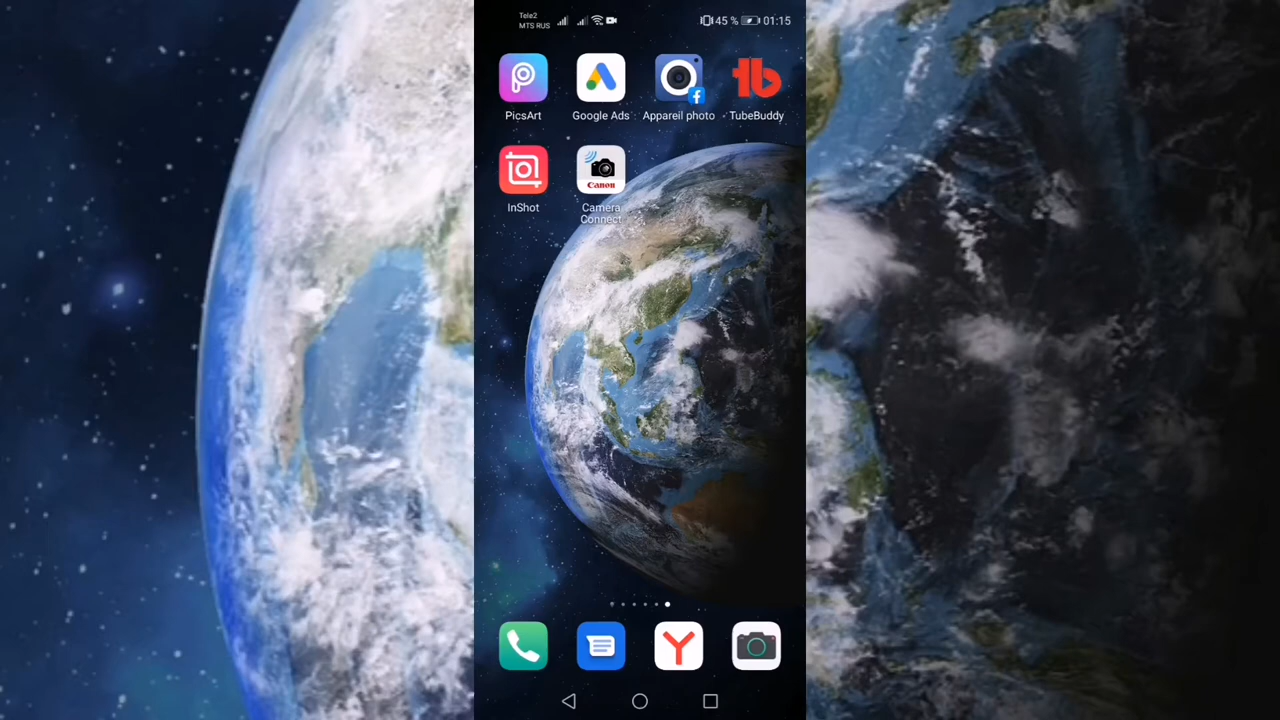 Tele2
MTS RUS
45 %
01:15
PicsArt
Google Ads
Appareil photo
TubeBuddy
InShot
Canon
Camera
Connect